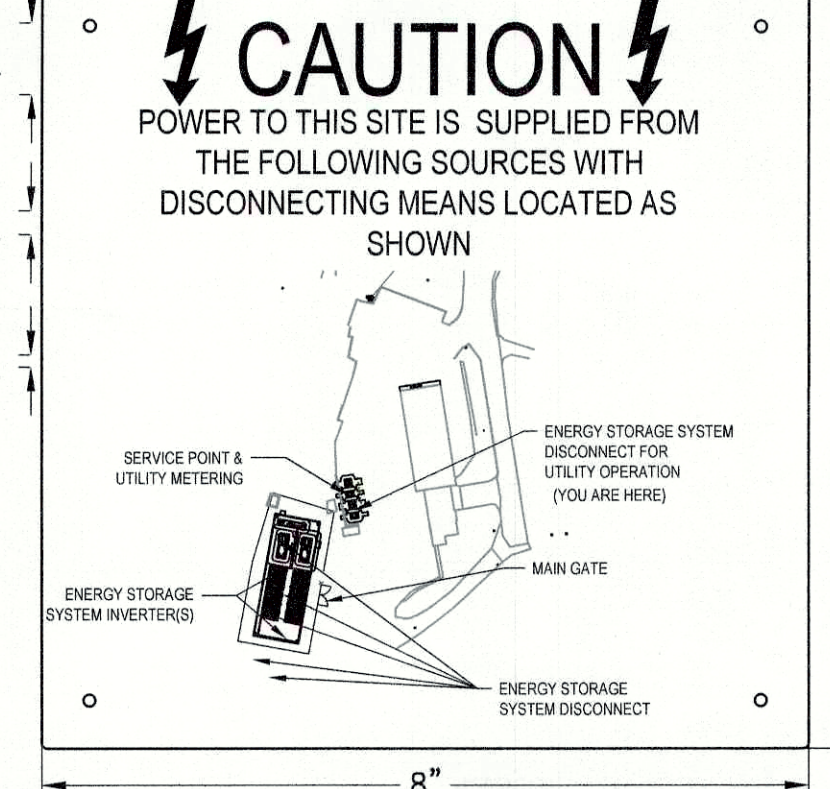 CAUTION
POWER TO THIS SITE IS SUPPLIED FROM
THE FOLLOWING SOURCES WITH
DISCONNECTING MEANS LOCATED AS
SHOWN
ENERGY STORAGE SYSTEM
DISCONNECT FOR
UTILITY OPERATION
(YOU ARE HERE)
SERVICE POINT &
UTILITY METERING
MAIN GATE
ENERGY STORAGE
SYSTEM INVERTER(S)
ENERGY STORAGE
SYSTEM DISCONNECT
8"